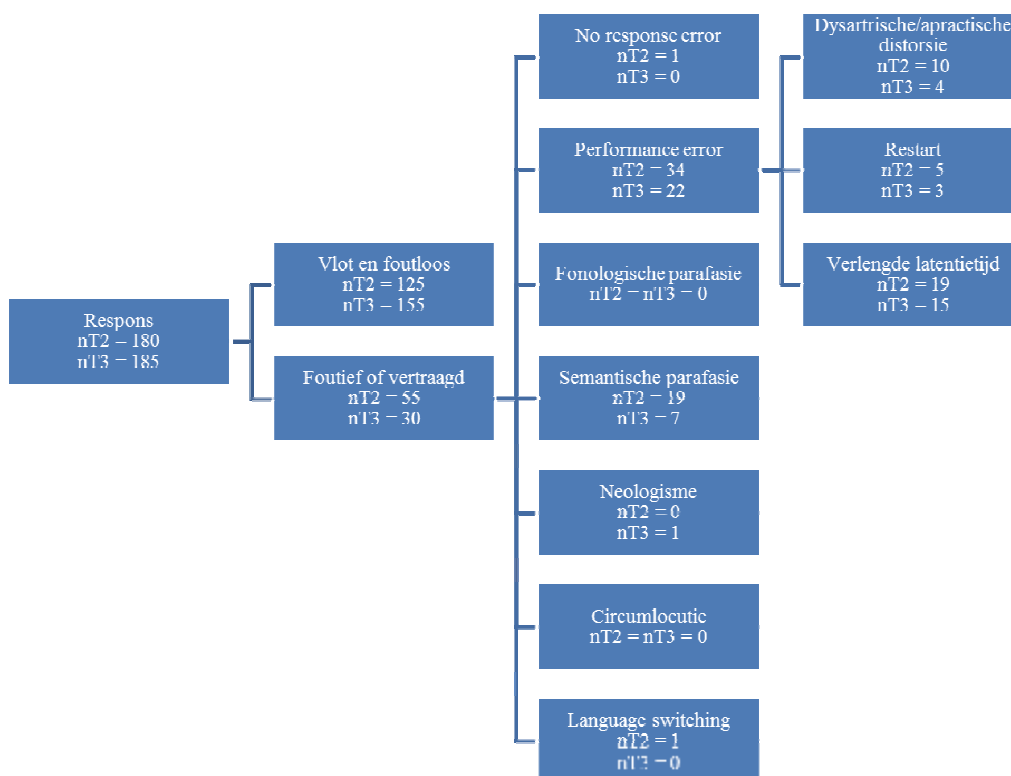 Respons
nT2 – 180
nT3 = 185
Vlot en foutloos
nT2 = 125
nT3 – 155
Foutief of vertraagd
nT2 = 55
nT3 = 30
No response error
nT2 = 1
nT3 = 0
Performance error
nT2 = 34
nT3 = 22
Fonologische parafasie
nT2 – nT3 = 0
Semantische parafasie
nT2 = 19
nT3 = 7
Neologisme
nT2 = 0
nT3 = 1
Circumlocutic
nT2 = nT3 = 0
Language switching
nT2 = 1
nT3 = 0
Dysartrische/apractische
distorsie
nT2 = 10
nT3 = 4
Restart
nT2 = 5
nT3 = 3
Verlengde latentietijd
nT2 = 19
nT3 – 15